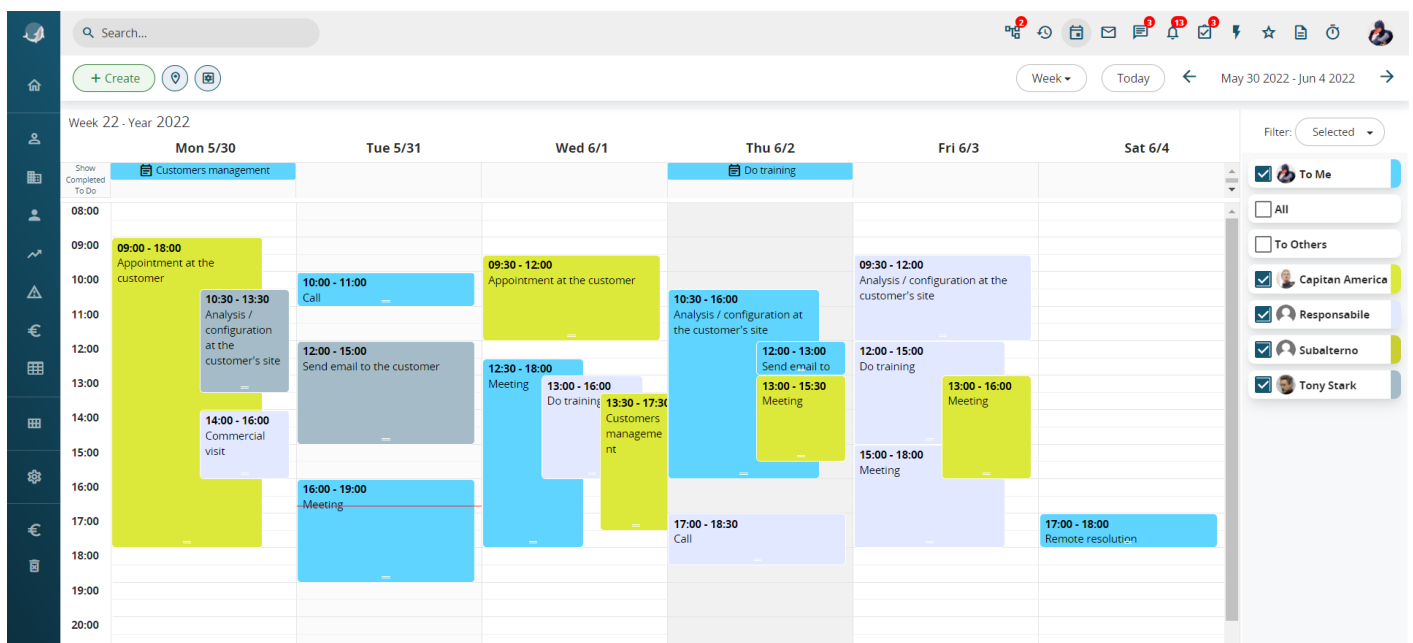 Search...
2
3
13
3
+ Create
Week
Today
May 30 2022 - Jun 4 2022
Week 22 - Year 2022
Mon 5/30
Tue 5/31
Wed 6/1
Thu 6/2
Fri 6/3
Sat 6/4
Show
Completed
To Do
Customers management
Do training
08:00
09:00
10:00
11:00
12:00
13:00
14:00
15:00
16:00
17:00
18:00
19:00
20:00
09:00 - 18:00
Appointment at the
customer
10:30 - 13:30
Analysis /
configuration
at the
customer's site
14:00 - 16:00
Commercial
visit
10:00 - 11:00
Call
12:00 - 15:00
Send email to the customer
16:00 - 19:00
Meeting
09:30 - 12:00
Appointment at the customer
12:30 - 18:00
Meeting
13:00 - 16:00
Do training
13:30 - 17:30
Customers
manageme
nt
10:30 - 16:00
Analysis / configuration at
the customer's site
12:00 - 13:00
Send email to
13:00 - 15:30
Meeting
17:00 - 18:30
Call
09:30 - 12:00
Analysis / configuration at the
customer's site
12:00 - 15:00
Do training
13:00 - 16:00
Meeting
15:00 - 18:00
Meeting
17:00 - 18:00
Remote resolution
Filter:
Selected
To Me
All
To Others
Capitan America
Responsabile
Subalterno
Tony Stark